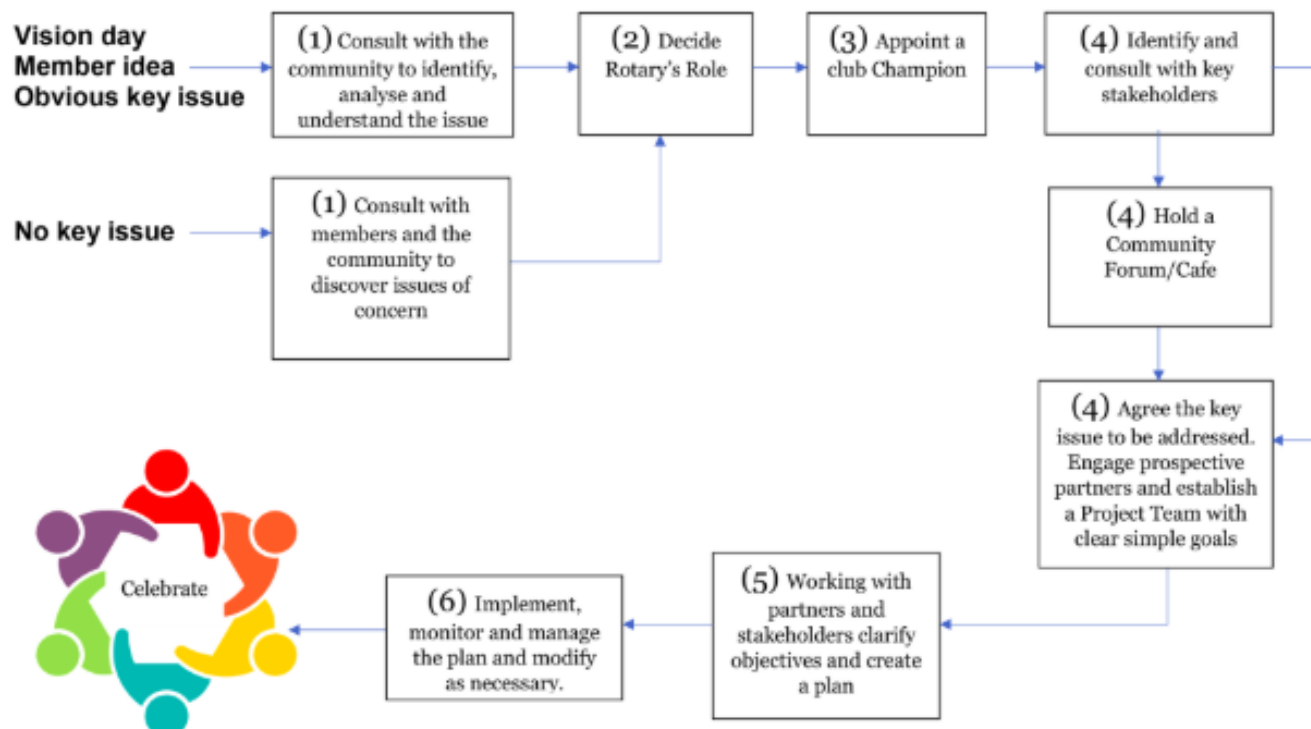 Vision day
Member idea
Obvious key issue
(1) Consult with the
community to identify,
analyse and
understand the issue
(2) Decide
Rotary's Role
(3) Appoint a
club Champion
(4) Identify and
consult with key
stakeholders
No key issue
(1) Consult with
members and the
community to
discover issues of
concern
(4) Hold a
Community
Forum/Cafe
(4) Agree the key
issue to be addressed.
Engage prospective
partners and establish
a Project Team with
clear simple goals
(5) Working with
partners and
stakeholders clarify
objectives and create
a plan
(6) Implement,
monitor and manage
the plan and modify
as necessary.
Celebrate